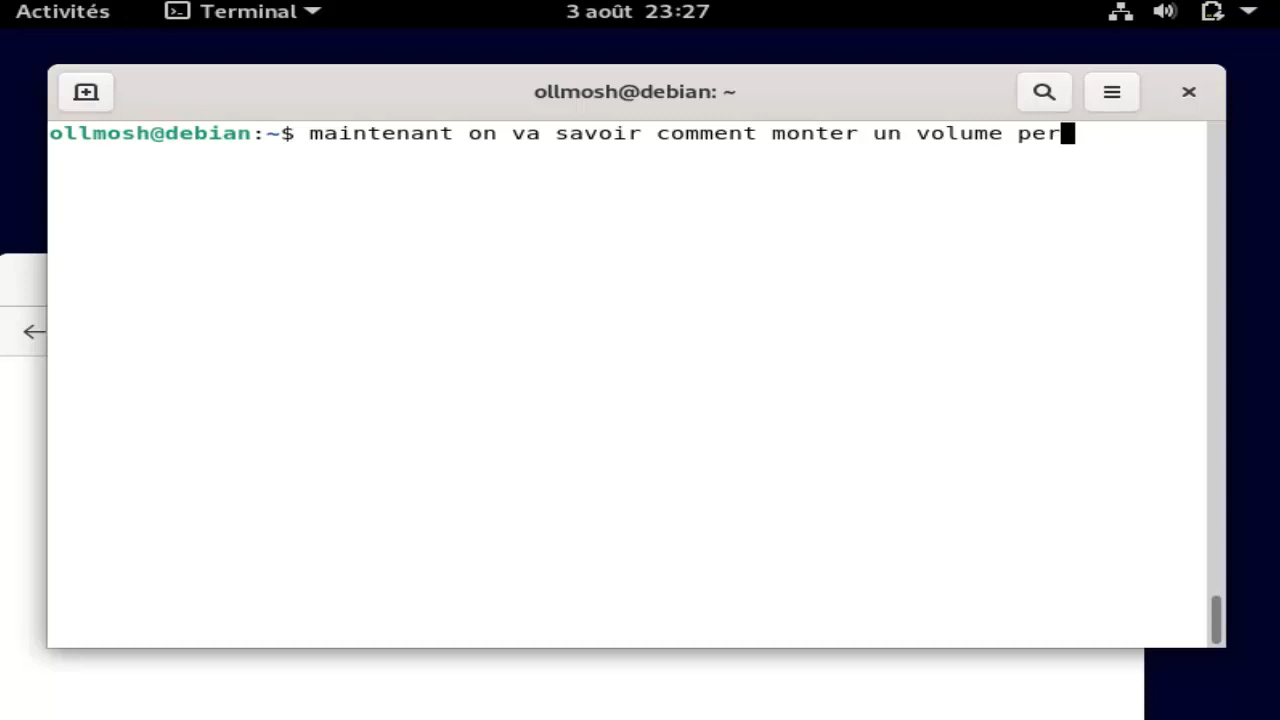 Activités Terminal 3 août 23:27
ollmosh@debian: ~
ollmosh@debian:~$ maintenant on va savoir comment monter un volume per